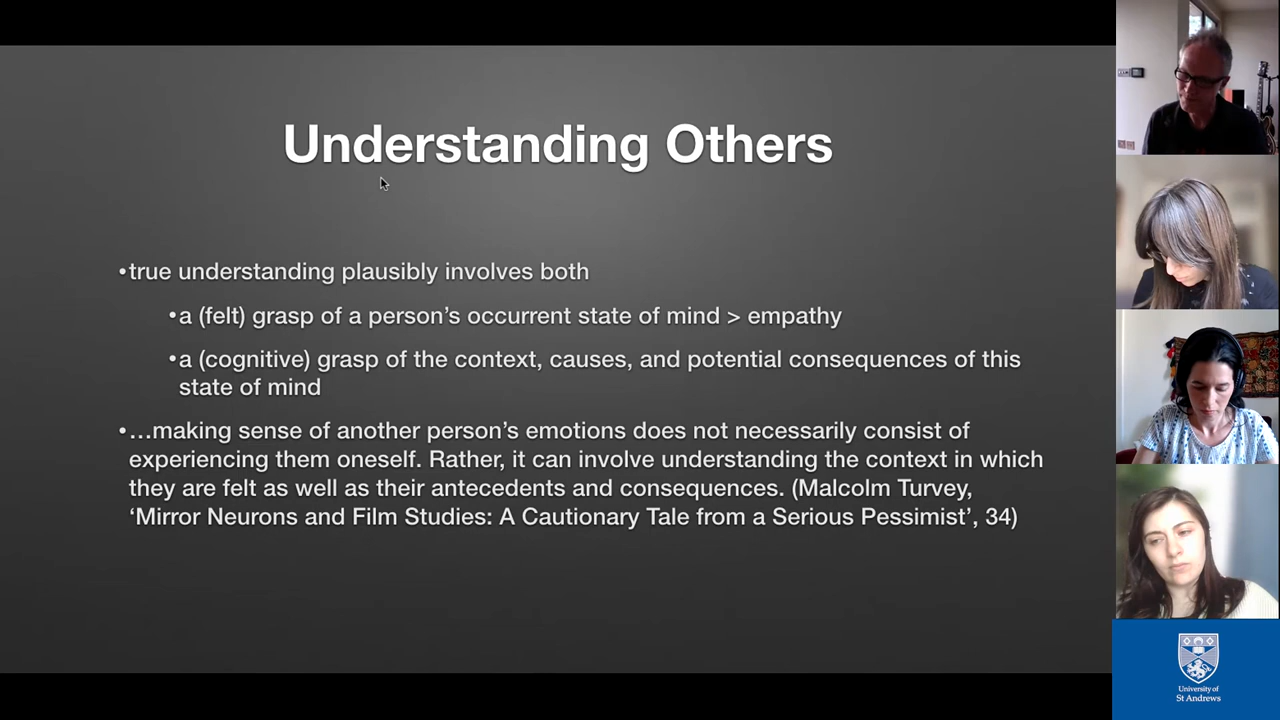 Understanding Others
•true understanding plausibly involves both
•a (felt) grasp of a person’s occurrent state of mind > empathy
•a (cognitive) grasp of the context, causes, and potential consequences of this
state of mind
•…making sense of another person’s emotions does not necessarily consist of
experiencing them oneself. Rather, it can involve understanding the context in which
they are felt as well as their antecedents and consequences. (Malcolm Turvey,
‘Mirror Neurons and Film Studies: A Cautionary Tale from a Serious Pessimist’, 34)
University of
St Andrews